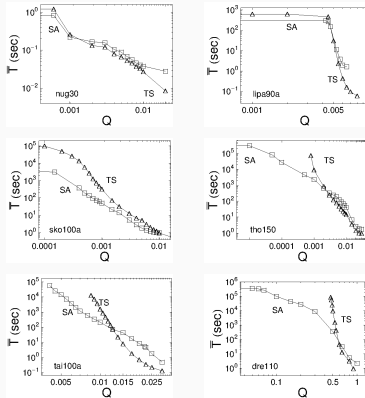 10⁰
10⁻¹
10⁻²
T̅ (sec)
SA
TS
nug30
0.001
0.01
Q
10²
10⁰
10⁻²
T̅ (sec)
SA
TS
lipa90a
0.001
0.005
Q
10⁵
10⁴
10³
10²
10¹
10⁰
T̅ (sec)
TS
SA
sko100a
0.0001
0.001
0.01
Q
10⁵
10⁴
10³
10²
10¹
10⁰
T̅ (sec)
SA
TS
tho150
0.0001
0.001
0.01
Q
10⁵
10⁴
10³
10²
10¹
10⁰
10⁻¹
T̅ (sec)
SA
TS
tai100a
0.005
0.01
0.015
0.025
Q
10⁶
10⁵
10⁴
10³
10²
10¹
10⁰
T̅ (sec)
SA
TS
dre110
0.1
0.5
1
Q